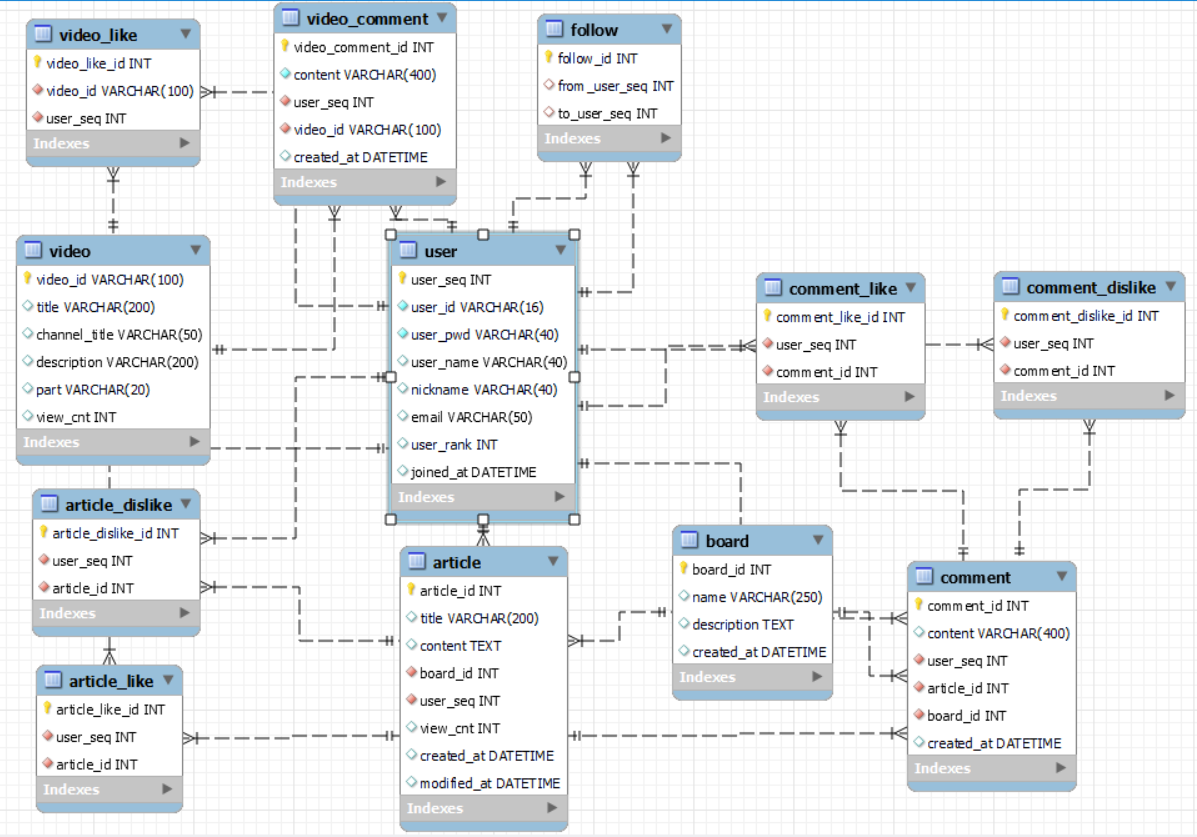 video_like
video_like_id INT
video_id VARCHAR(100)
user_seq INT
Indexes
video_comment
video_comment_id INT
content VARCHAR(400)
user_seq INT
video_id VARCHAR(100)
created_at DATETIME
Indexes
follow
follow_id INT
from _user_seq INT
to_user_seq INT
Indexes
video
video_id VARCHAR(100)
title VARCHAR(200)
channel_title VARCHAR(50)
description VARCHAR(200)
part VARCHAR(20)
view_cnt INT
Indexes
user
user_seq INT
user_id VARCHAR(16)
user_pwd VARCHAR(40)
user_name VARCHAR(40)
nickname VARCHAR(40)
email VARCHAR(50)
user_rank INT
joined_at DATETIME
Indexes
comment_like
comment_like_id INT
user_seq INT
comment_id INT
Indexes
comment_dislike
comment_dislike_id INT
user_seq INT
comment_id INT
Indexes
article_dislike
article_dislike_id INT
user_seq INT
article_id INT
Indexes
article
article_id INT
title VARCHAR(200)
content TEXT
board_id INT
user_seq INT
view_cnt INT
created_at DATETIME
modified_at DATETIME
Indexes
board
board_id INT
name VARCHAR(250)
description TEXT
created_at DATETIME
Indexes
comment
comment_id INT
content VARCHAR(400)
user_seq INT
article_id INT
board_id INT
created_at DATETIME
Indexes
article_like
article_like_id INT
user_seq INT
article_id INT
Indexes